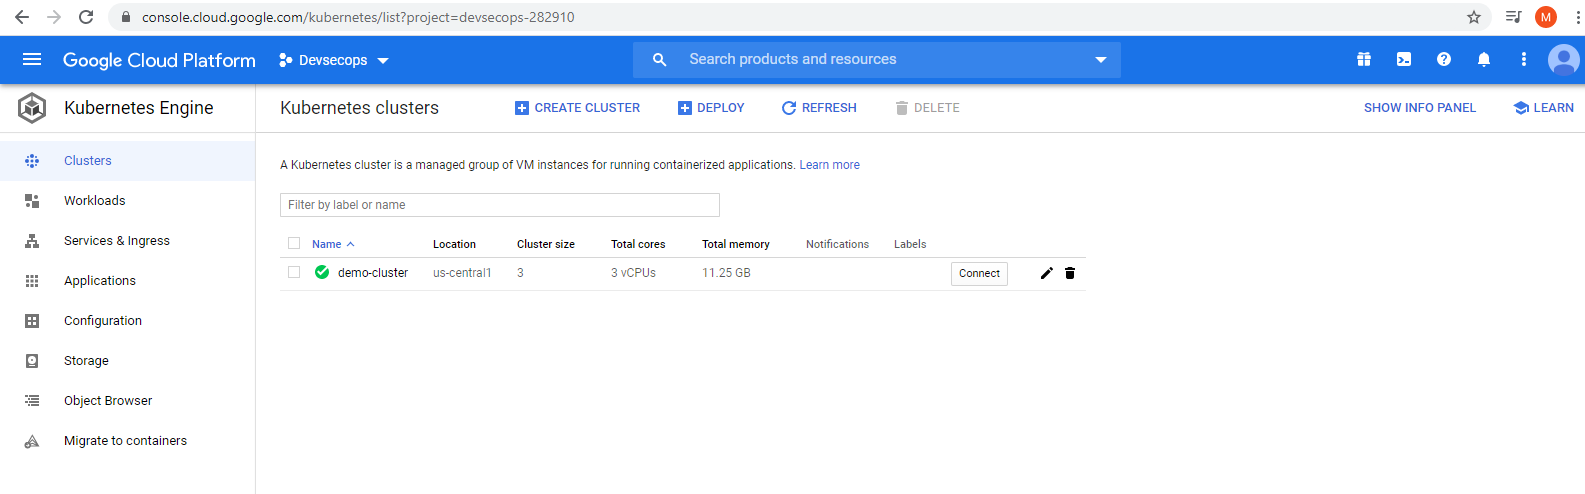 console.cloud.google.com/kubernetes/list?project=devsecops-282910
M
Google Cloud Platform Devsecops Search products and resources
Kubernetes Engine Kubernetes clusters CREATE CLUSTER DEPLOY REFRESH DELETE SHOW INFO PANEL LEARN
Clusters
Workloads
Services & Ingress
Applications
Configuration
Storage
Object Browser
Migrate to containers
A Kubernetes cluster is a managed group of VM instances for running containerized applications. Learn more
Filter by label or name
Name Location Cluster size Total cores Total memory Notifications Labels
demo-cluster us-central1 3 3 vCPUs 11.25 GB Connect